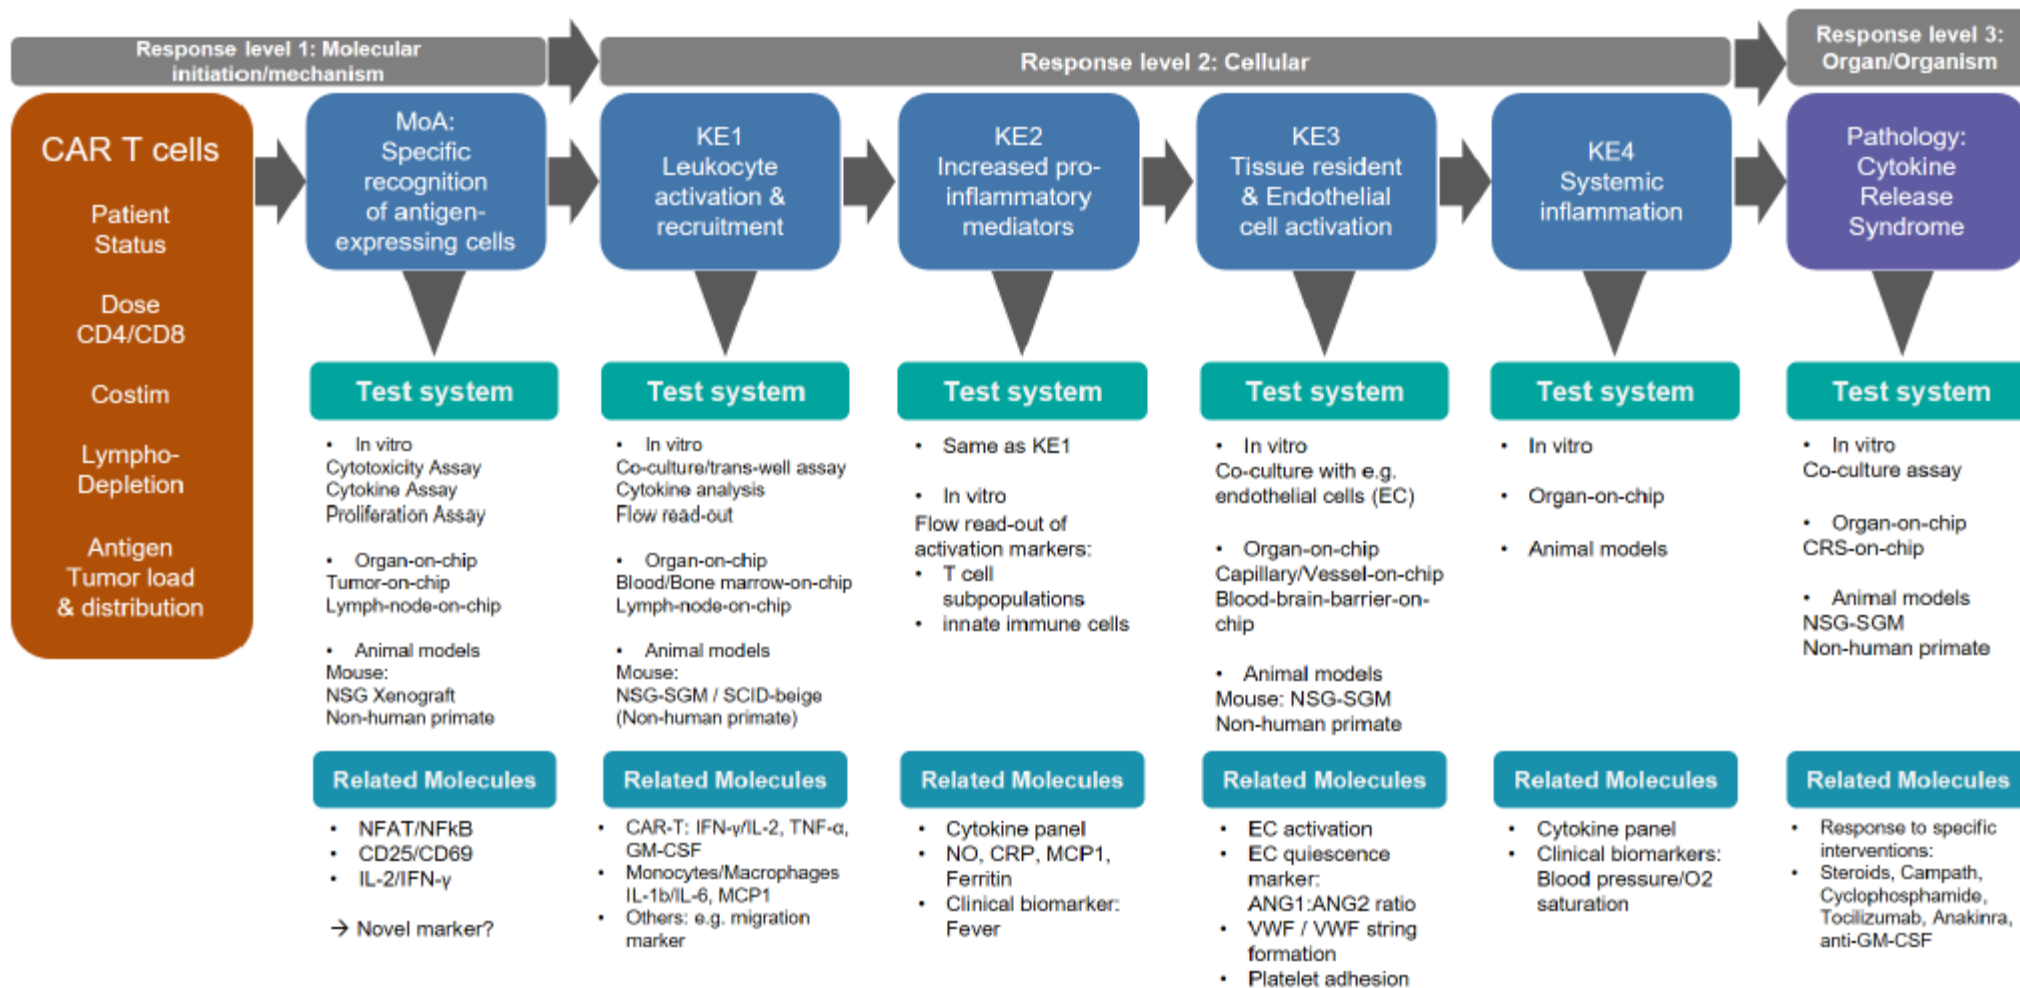 Response level 1: Molecular
initiation/mechanism
Response level 2: Cellular
Response level 3:
Organ/Organism
CAR T cells
Patient
Status
Dose
CD4/CD8
Costim
Lympho-
Depletion
Antigen
Tumor load
& distribution
MoA:
Specific
recognition
of antigen-
expressing cells
KE1
Leukocyte
activation &
recruitment
KE2
Increased pro-
inflammatory
mediators
KE3
Tissue resident
& Endothelial
cell activation
KE4
Systemic
inflammation
Pathology:
Cytokine
Release
Syndrome
Test system
• In vitro
Cytotoxicity Assay
Cytokine Assay
Proliferation Assay
• Organ-on-chip
Tumor-on-chip
Lymph-node-on-chip
• Animal models
Mouse:
NSG Xenograft
Non-human primate
Test system
• In vitro
Co-culture/trans-well assay
Cytokine analysis
Flow read-out
• Organ-on-chip
Blood/Bone marrow-on-chip
Lymph-node-on-chip
• Animal models
Mouse:
NSG-SGM / SCID-beige
(Non-human primate)
Test system
• Same as KE1
• In vitro
Flow read-out of
activation markers:
• T cell
subpopulations
• innate immune cells
Test system
• In vitro
Co-culture with e.g.
endothelial cells (EC)
• Organ-on-chip
Capillary/Vessel-on-chip
Blood-brain-barrier-on-
chip
• Animal models
Mouse: NSG-SGM
Non-human primate
Test system
• In vitro
• Organ-on-chip
• Animal models
Test system
• In vitro
Co-culture assay
• Organ-on-chip
CRS-on-chip
• Animal models
NSG-SGM
Non-human primate
Related Molecules
• NFAT/NFkB
• CD25/CD69
• IL-2/IFN-γ
→ Novel marker?
Related Molecules
• CAR-T: IFN-γ/IL-2, TNF-α,
GM-CSF
• Monocytes/Macrophages
IL-1b/IL-6, MCP1
• Others: e.g. migration
marker
Related Molecules
• Cytokine panel
• NO, CRP, MCP1,
Ferritin
• Clinical biomarker:
Fever
Related Molecules
• EC activation
• EC quiescence
marker:
ANG1:ANG2 ratio
• VWF / VWF string
formation
• Platelet adhesion
Related Molecules
• Cytokine panel
• Clinical biomarkers:
Blood pressure/O2
saturation
Related Molecules
• Response to specific
interventions:
• Steroids, Campath,
Cyclophosphamide,
Tocilizumab, Anakinra,
anti-GM-CSF